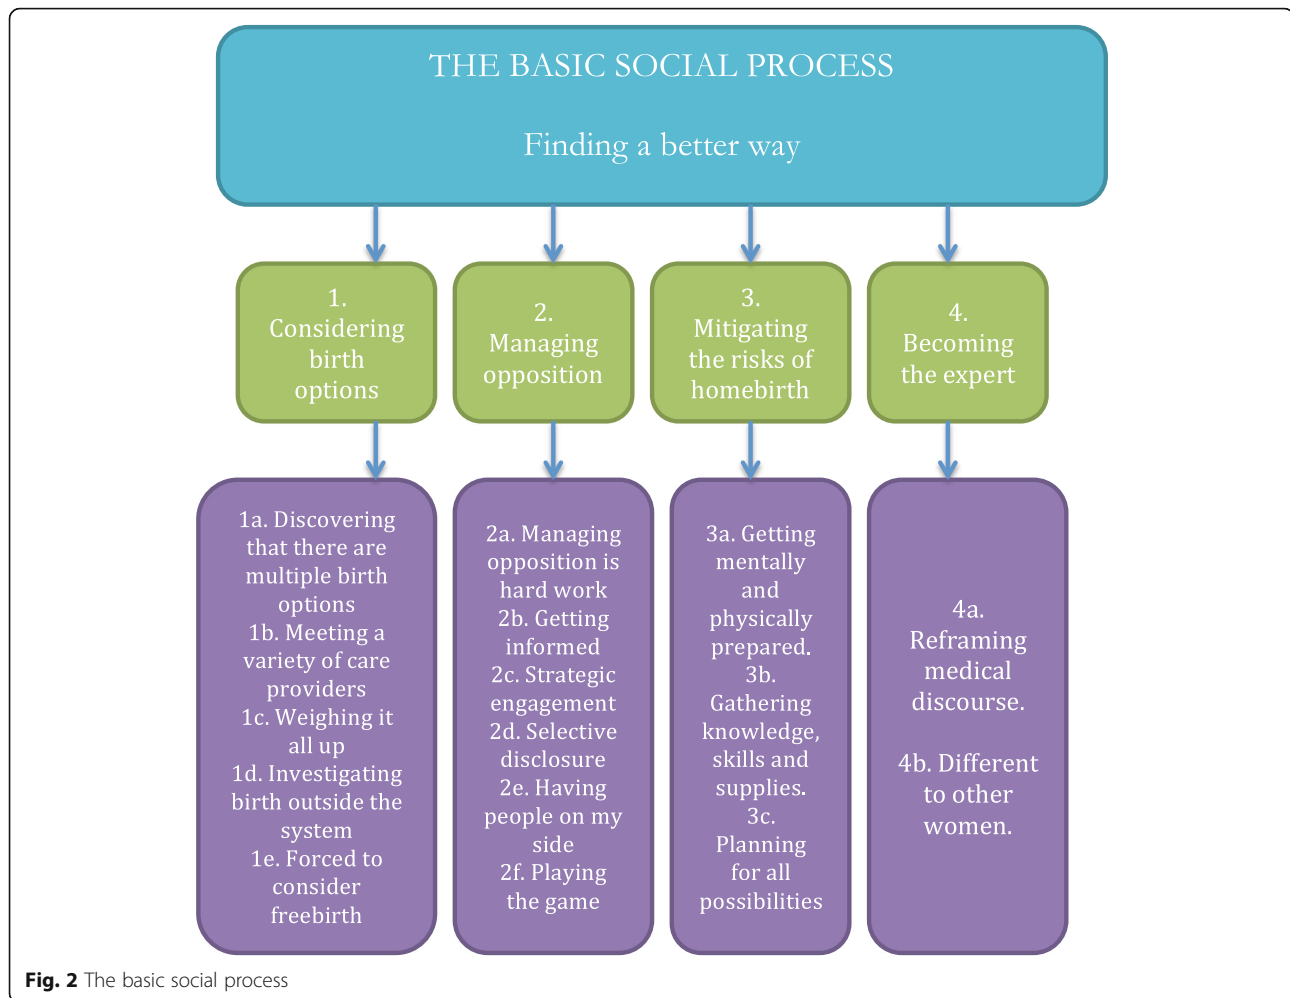 THE BASIC SOCIAL PROCESS
Finding a better way
1.
Considering
birth
options
2.
Managing
opposition
3.
Mitigating
the risks of
homebirth
4.
Becoming
the expert
1a. Discovering
that there are
multiple birth
options
1b. Meeting a
variety of care
providers
1c. Weighing it
all up
1d. Investigating
birth outside the
system
1e. Forced to
consider
freebirth
2a. Managing
opposition is
hard work
2b. Getting
informed
2c. Strategic
engagement
2d. Selective
disclosure
2e. Having
people on my
side
2f. Playing
the game
3a. Getting
mentally
and
physically
prepared.
3b.
Gathering
knowledge,
skills and
supplies.
3c.
Planning
for all
possibilities
4a.
Reframing
medical
discourse.
4b. Different
to other
women.
Fig. 2 The basic social process